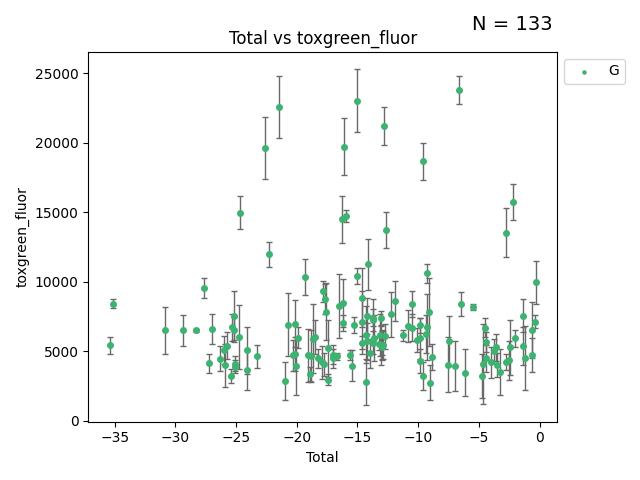 N = 133
Total vs toxgreen_fluor
G
toxgreen_fluor
25000
20000
15000
10000
5000
0
−35 −30 −25 −20 −15 −10 −5 0
Total